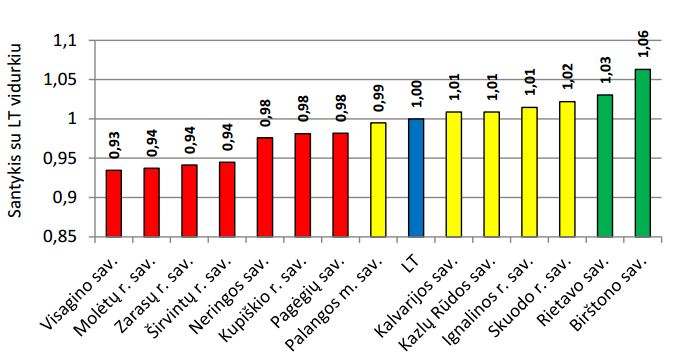 Santykis su LT vidurkiu
1,1
1,05
1
0,95
0,9
0,85
0,93
0,94
0,94
0,94
0,98
0,98
0,98
0,99
1,00
1,01
1,01
1,01
1,02
1,03
1,06
Visagino sav.
Molėtų r. sav.
Zarasų r. sav.
Širvintų r. sav.
Neringos sav.
Kupiškio r. sav.
Pagėgių sav.
Palangos m. sav.
LT
Kalvarijos sav.
Kazlų Rūdos sav.
Ignalinos r. sav.
Skuodo r. sav.
Rietavo sav.
Birštono sav.